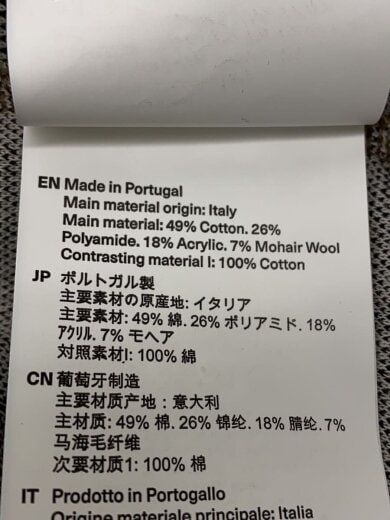 EN Made in Portugal
Main material origin: Italy
Main material: 49% Cotton. 26%
Polyamide. 18% Acrylic. 7% Mohair Wool
Contrasting material I: 100% Cotton
JP ポルトガル製
主要素材の原産地: イタリア
主要素材: 49% 綿. 26% ポリアミド. 18%
アクリル. 7% モヘア
対照素材I: 100% 綿
CN 葡萄牙制造
主要材质产地：意大利
主材质: 49% 棉. 26% 锦纶. 18% 腈纶. 7%
马海毛纤维
次要材质1: 100% 棉
IT Prodotto in Portogallo
Origine materiale principale: Italia